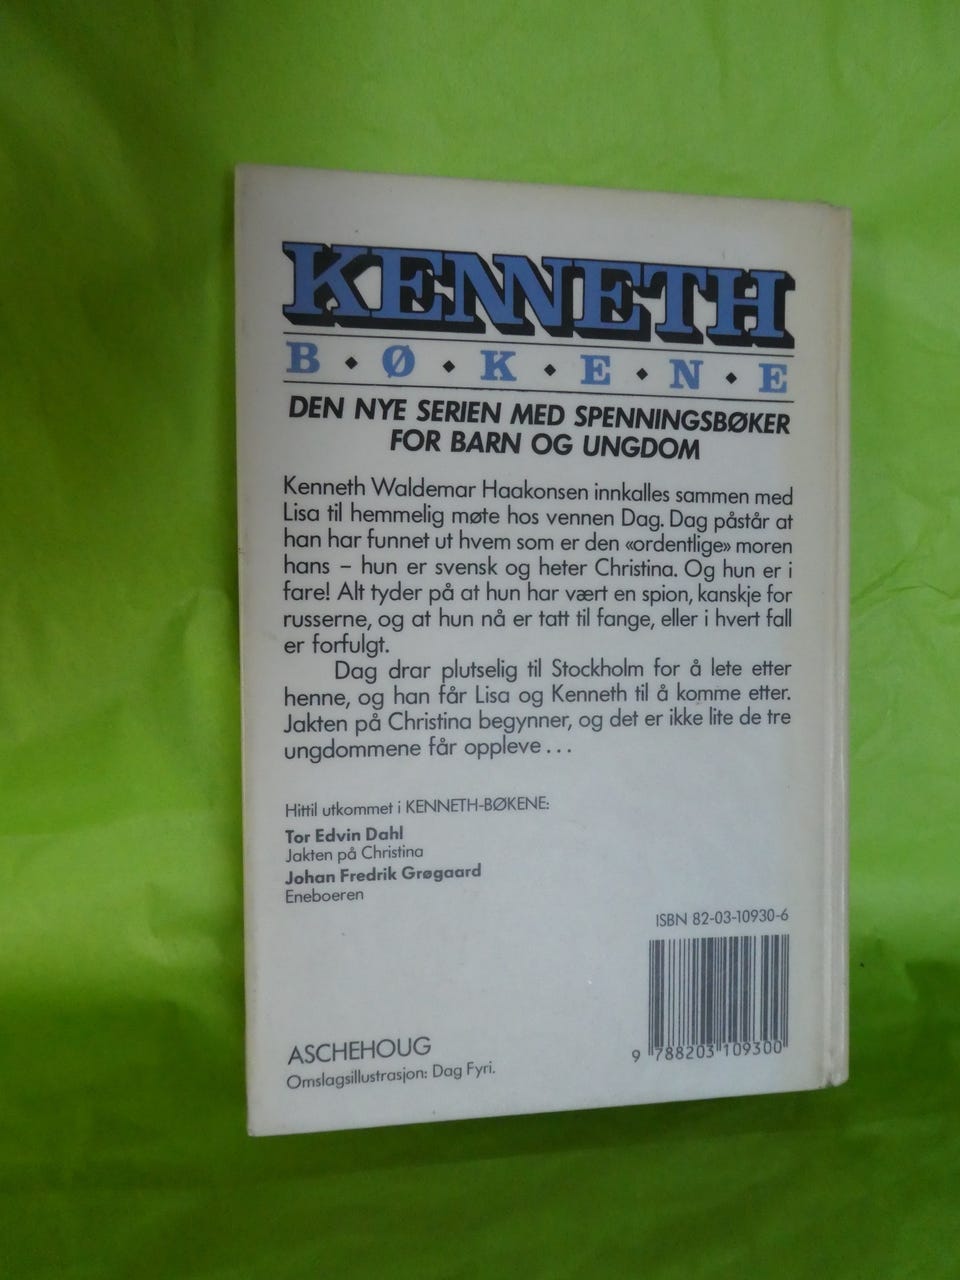 KENNETH
B•Ø•K•E•N•E
DEN NYE SERIEN MED SPENNINGSBØKER
FOR BARN OG UNGDOM
Kenneth Waldemar Haakonsen innkalles sammen med
Lisa til hemmelig møte hos vennen Dag. Dag påstår at
han har funnet ut hvem som er den «ordentlige» moren
hans – hun er svensk og heter Christina. Og hun er i
fare! Alt tyder på at hun har vært en spion, kanskje for
russerne, og at hun nå er tatt til fange, eller i hvert fall
er forfulgt.
Dag drar plutselig til Stockholm for å lete etter
henne, og han får Lisa og Kenneth til å komme etter.
Jakten på Christina begynner, og det er ikke lite de tre
ungdommene får oppleve...
Hittil utkommet i KENNETH-BØKENE:
Tor Edvin Dahl
Jakten på Christina
Johan Fredrik Grøgaard
Eneboeren
ISBN 82-03-10930-6
9 788203 109300
ASCHEHOUG
Omslagsillustrasjon: Dag Fyri.